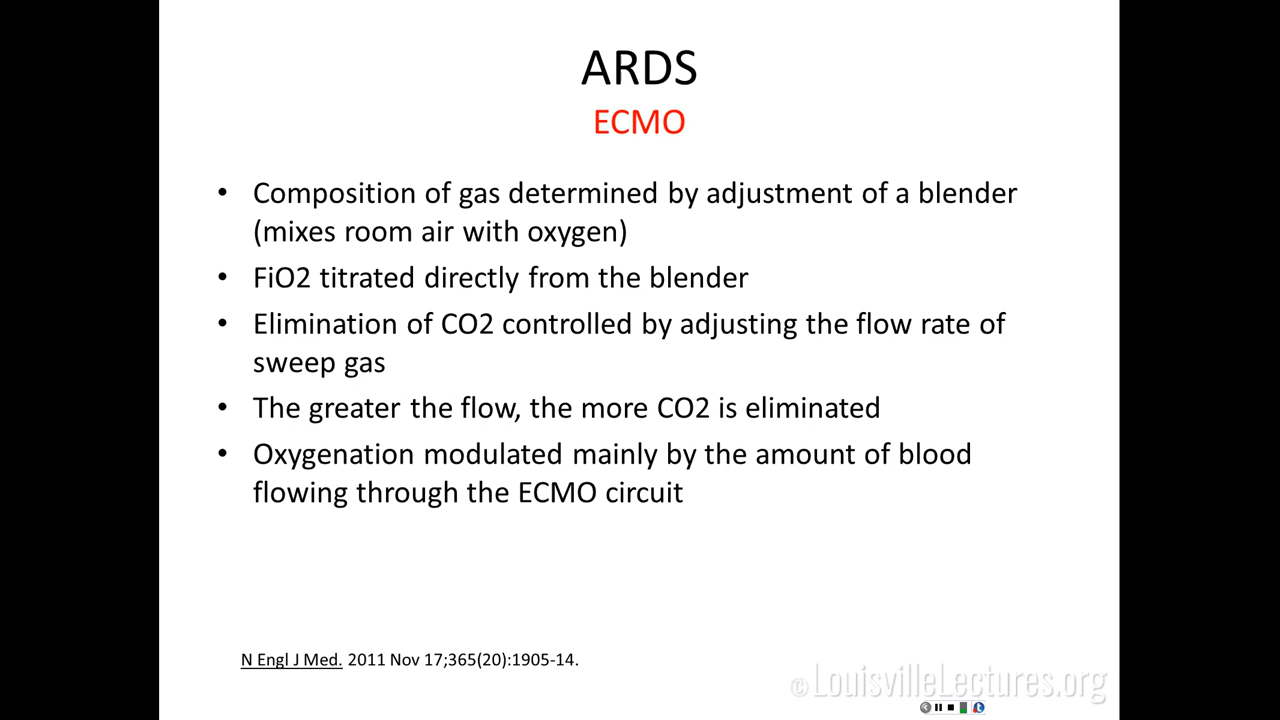 ARDS
ECMO
• Composition of gas determined by adjustment of a blender
(mixes room air with oxygen)
• FiO2 titrated directly from the blender
• Elimination of CO2 controlled by adjusting the flow rate of
sweep gas
• The greater the flow, the more CO2 is eliminated
• Oxygenation modulated mainly by the amount of blood
flowing through the ECMO circuit
N Engl J Med. 2011 Nov 17;365(20):1905-14.
©LouisvilleLectures.org